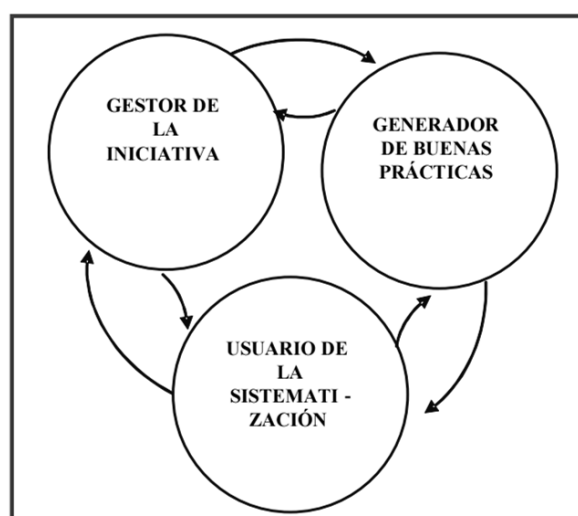 GESTOR DE
LA
INICIATIVA
GENERADOR
DE BUENAS
PRÁCTICAS
USUARIO DE
LA
SISTEMATI -
ZACIÓN